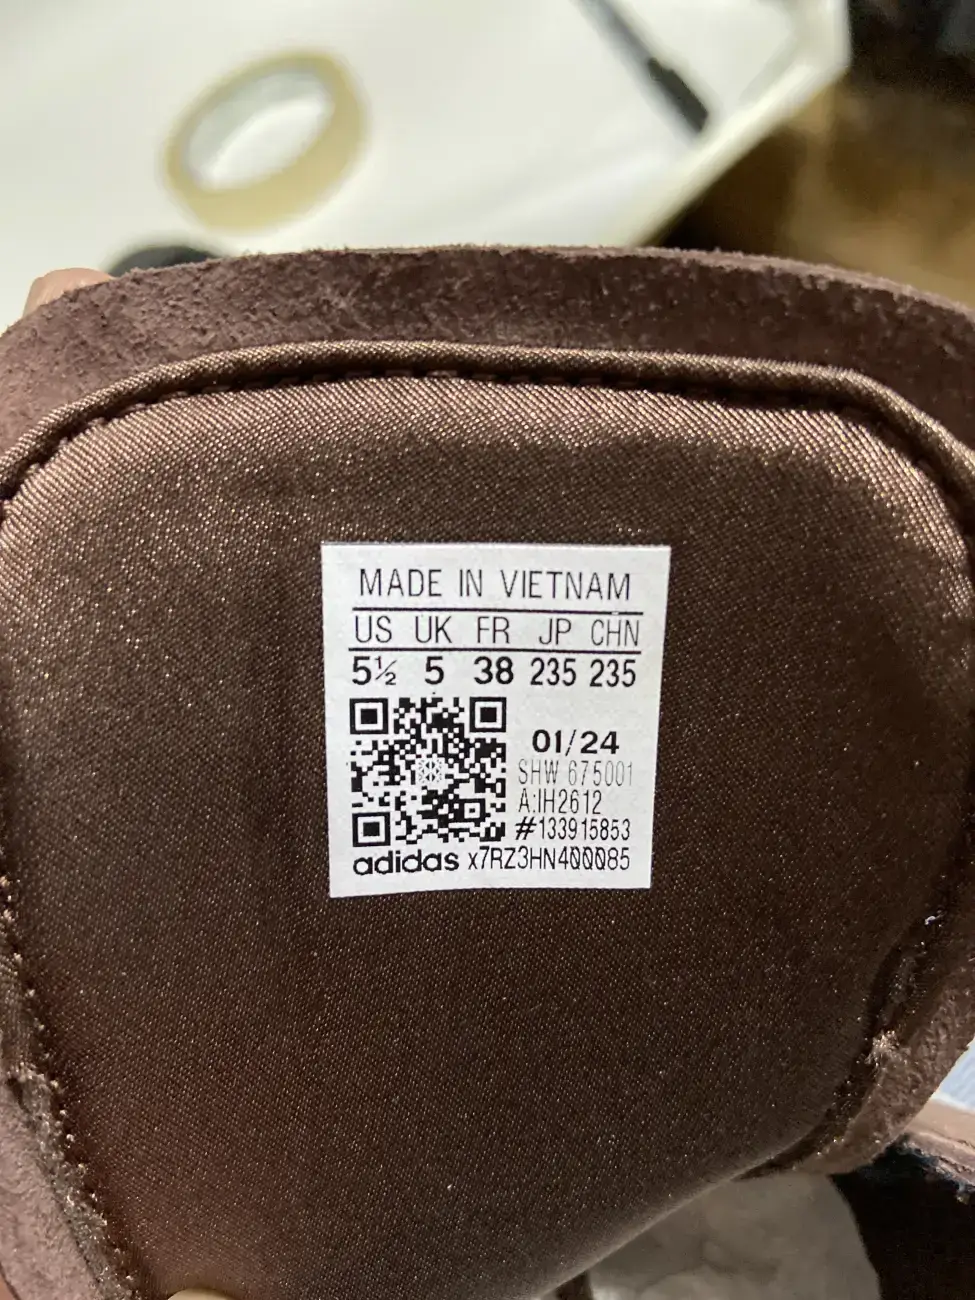 MADE IN VIETNAM
US UK FR JP CHN
5½ 5 38 235 235
01/24
SHW 675001
A:IH2612
#133915853
adidas x7RZ3HN400085